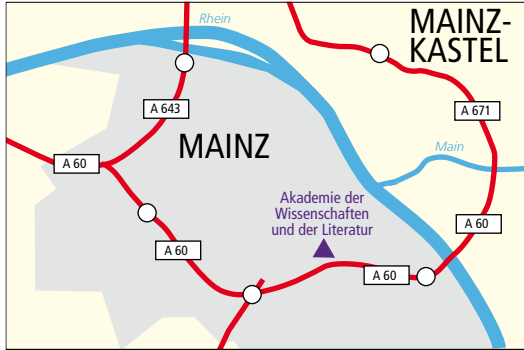 Rhein
MAINZ-
KASTEL
A 643
A 671
MAINZ
Main
A 60
Akademie der
Wissenschaften
und der Literatur
A 60
A 60
A 60